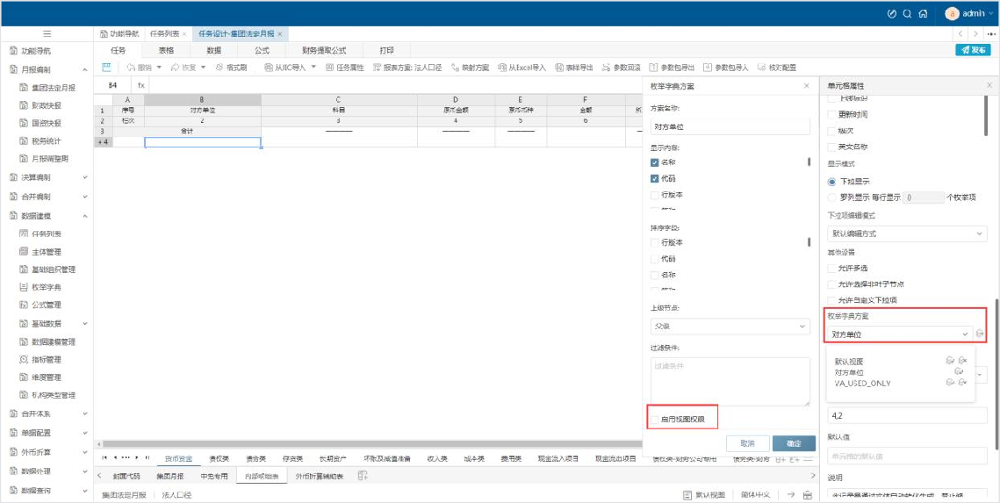 admin
功能导航 任务列表 × 任务设计-集团法定月报 ×
任务 表格 数据 公式 财务提取公式 打印
发布
撤销 恢复 格式刷 从JIO导入 任务属性 报表方案: 法人口径 映射方案 从Excel导入 表样导出 参数回滚 参数包导出 参数包导入 核对配置
功能导航
月报编制
集团法定月报
财政快报
国资快报
税务统计
月报调整期
决算编制
合并编制
数据建模
任务列表
主体管理
基础组织管理
枚举字典
公式管理
基础数据
数据建模管理
指标管理
维度管理
机构类型管理
合并体系
单据配置
外币折算
数据处理
数据查询
B4 fx
A B C D E F
1 序号 对方单位 科目 原币金额 原币币种 金额
2 栏次 2 3 4 5 6
3 合计 ——— ——— ———
+ 4
枚举字典方案 ×
方案名称:
对方单位
显示内容:
名称
代码
行版本
排序字段:
行版本
代码
名称
上级节点:
父级
过滤条件:
过滤条件
启用视图权限
取消 确定
单元格属性 ×
更新时间
级次
英文名称
显示模式
下拉显示
罗列显示 每行显示 0 个枚举项
下拉项编辑模式
默认编辑方式
其他设置
允许多选
允许选择非叶子节点
允许自定义下拉项
枚举字典方案
对方单位
默认视图
对方单位
VA_USED_ONLY
4,2
默认值
单元格的默认值
说明
货币资金 债权类 债务类 存货类 长期资产 坏账及减值准备 收入类 成本类 费用类 现金流入项目 现金流出项目 债权类-财务公司专用 债务类-财务
封面代码 集团月报 中免专用 内部明细表 外币折算辅助表
集团法定月报 法人口径 默认视图 简体中文